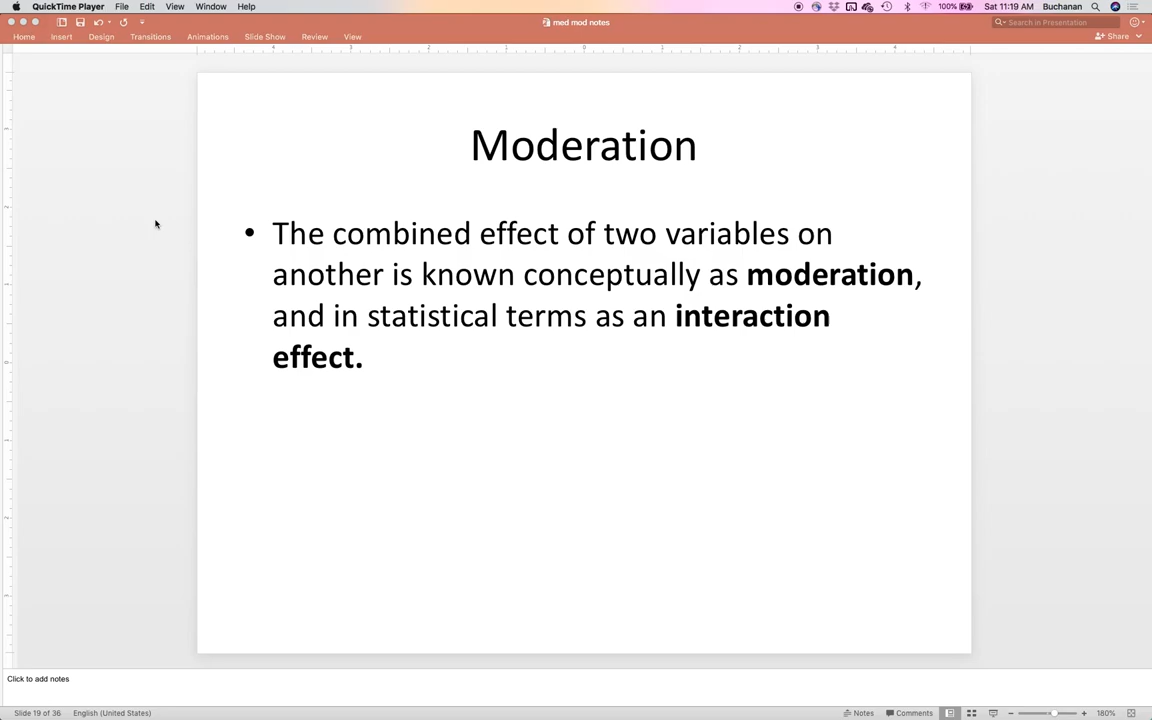 QuickTime Player File Edit View Window Help 100% Sat 11:19 AM Buchanan
med mod notes Search in Presentation
Home Insert Design Transitions Animations Slide Show Review View Share
Moderation
• The combined effect of two variables on
another is known conceptually as moderation,
and in statistical terms as an interaction
effect.
Click to add notes
Slide 19 of 36 English (United States) Notes Comments 180%